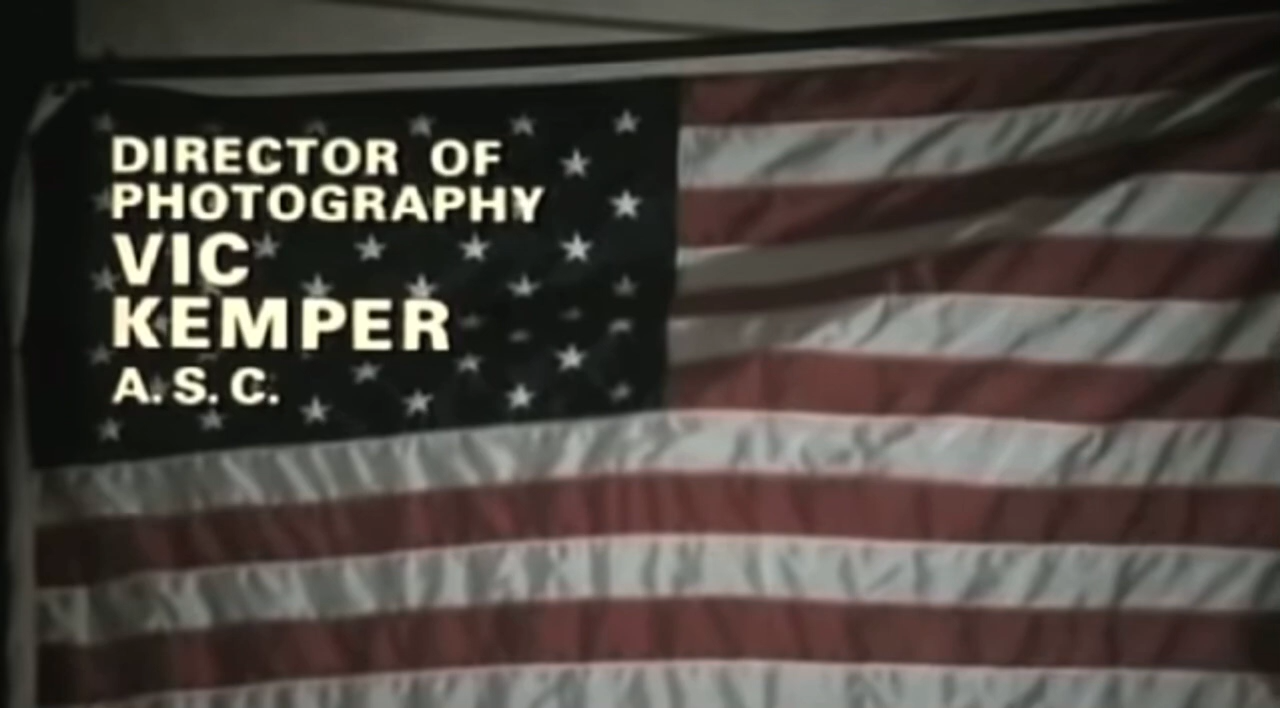 DIRECTOR OF
PHOTOGRAPHY
VIC
KEMPER
A.S.C.